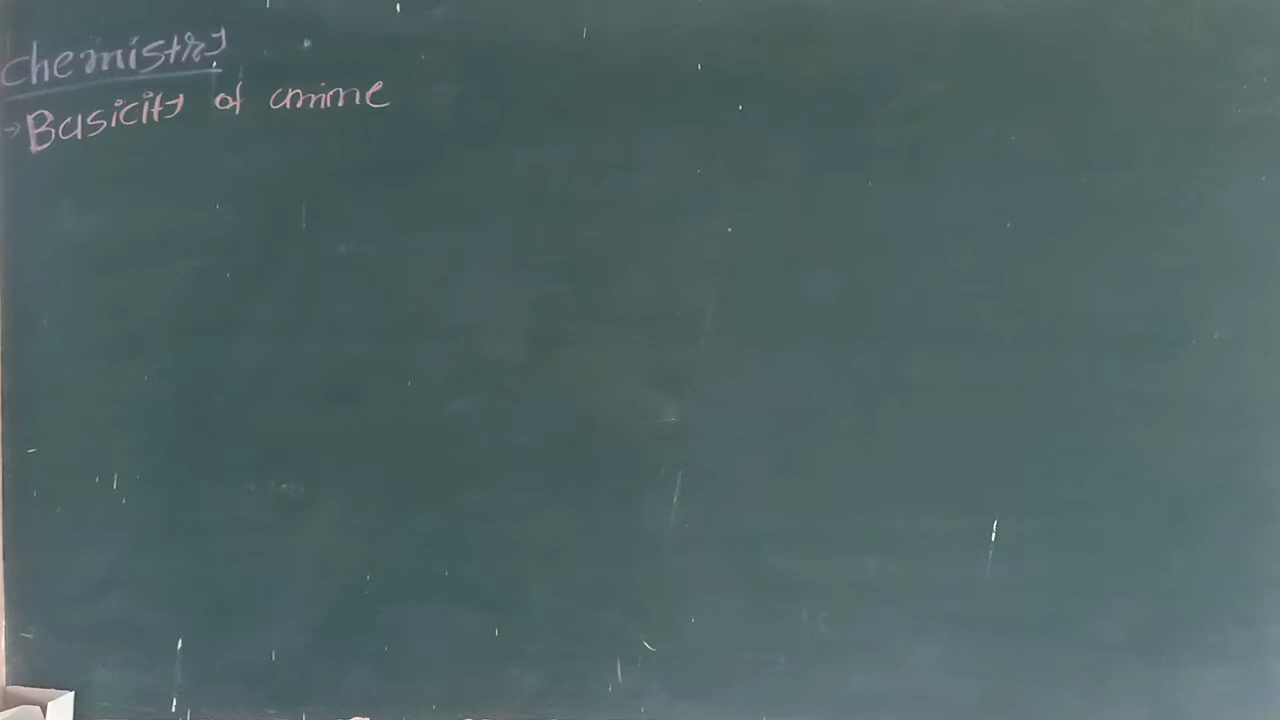 Chemistry
→ Basicity of amine